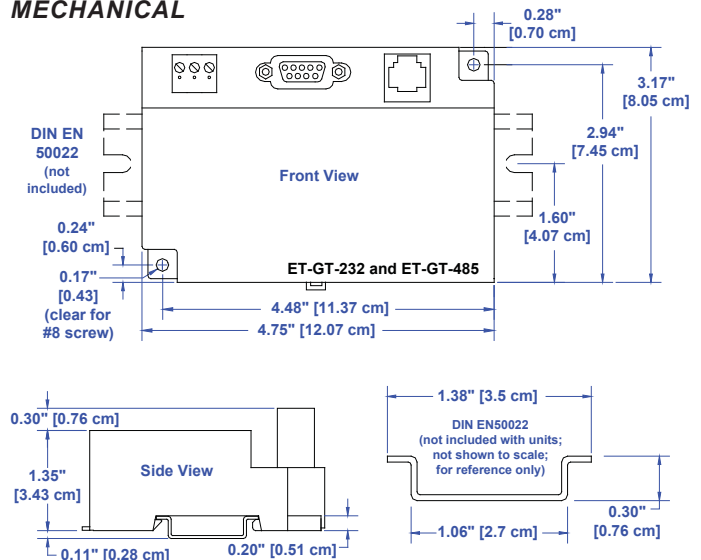 MECHANICAL
0.28"
[0.70 cm]
3.17"
[8.05 cm]
2.94"
[7.45 cm]
DIN EN
50022
(not
included)
Front View
1.60"
[4.07 cm]
0.24"
[0.60 cm]
0.17"
[0.43]
(clear for
#8 screw)
ET-GT-232 and ET-GT-485
4.48" [11.37 cm]
4.75" [12.07 cm]
0.30" [0.76 cm]
1.35"
[3.43 cm]
Side View
0.11" [0.28 cm]
0.20" [0.51 cm]
1.38" [3.5 cm]
DIN EN50022
(not included with units;
not shown to scale;
for reference only)
0.30"
[0.76 cm]
1.06" [2.7 cm]